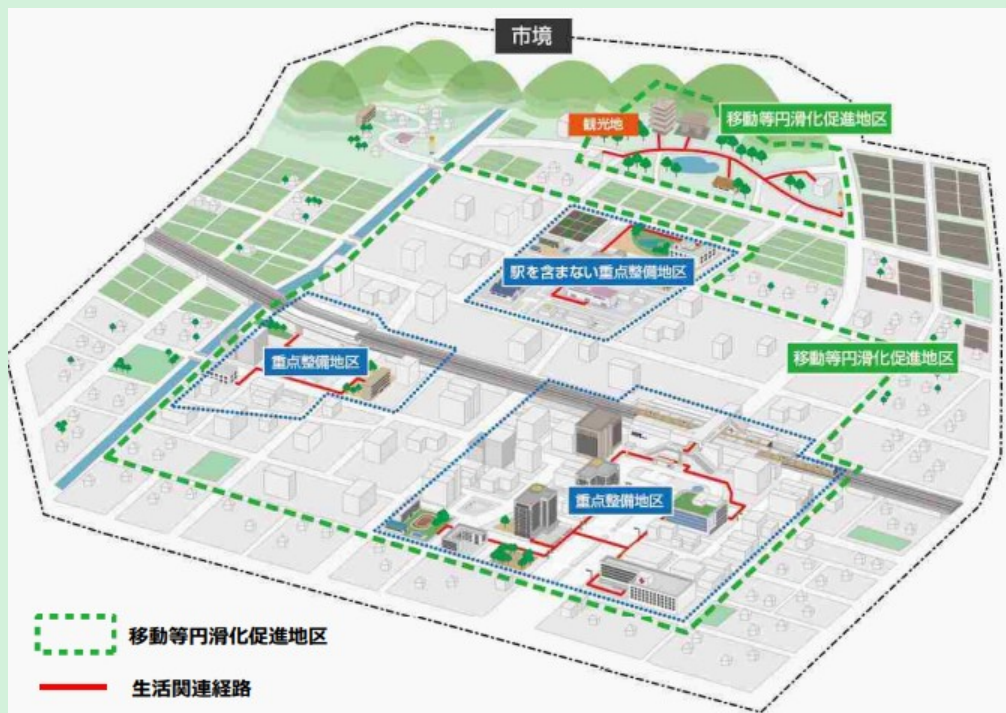 市境
観光地
移動等円滑化促進地区
駅を含まない重点整備地区
重点整備地区
移動等円滑化促進地区
重点整備地区
移動等円滑化促進地区
生活関連経路